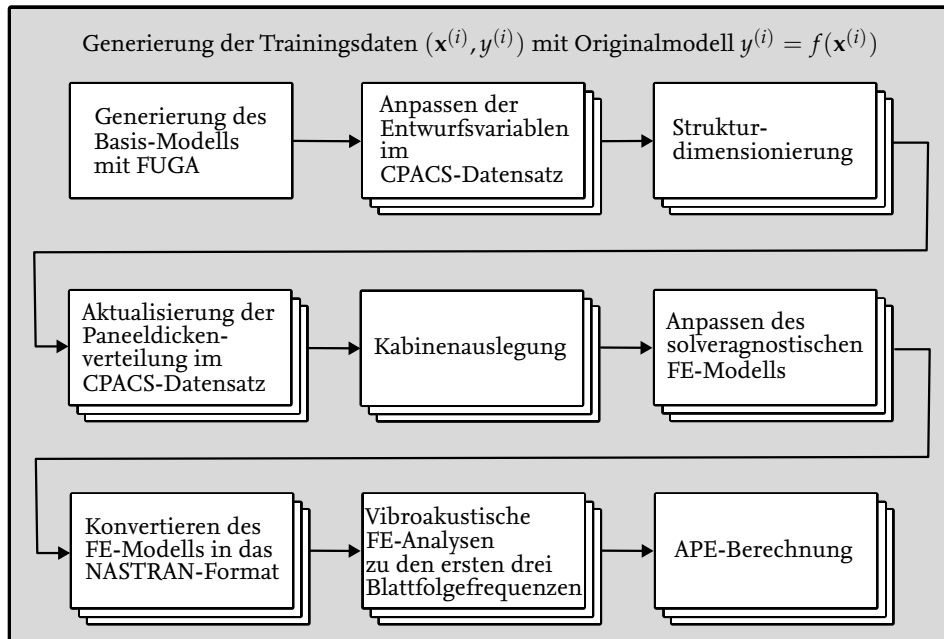 Generierung der Trainingsdaten (𝐱⁽ⁱ⁾, y⁽ⁱ⁾) mit Originalmodell y⁽ⁱ⁾ = f(𝐱⁽ⁱ⁾)
Generierung des
Basis-Modells
mit FUGA
Anpassen der
Entwurfsvariablen
im
CPACS-Datensatz
Struktur-
dimensionierung
Aktualisierung der
Paneeldicken-
verteilung im
CPACS-Datensatz
Kabinenauslegung
Anpassen des
solveragnostischen
FE-Modells
Konvertieren des
FE-Modells in das
NASTRAN-Format
Vibroakustische
FE-Analysen
zu den ersten drei
Blattfolgefrequenzen
APE-Berechnung